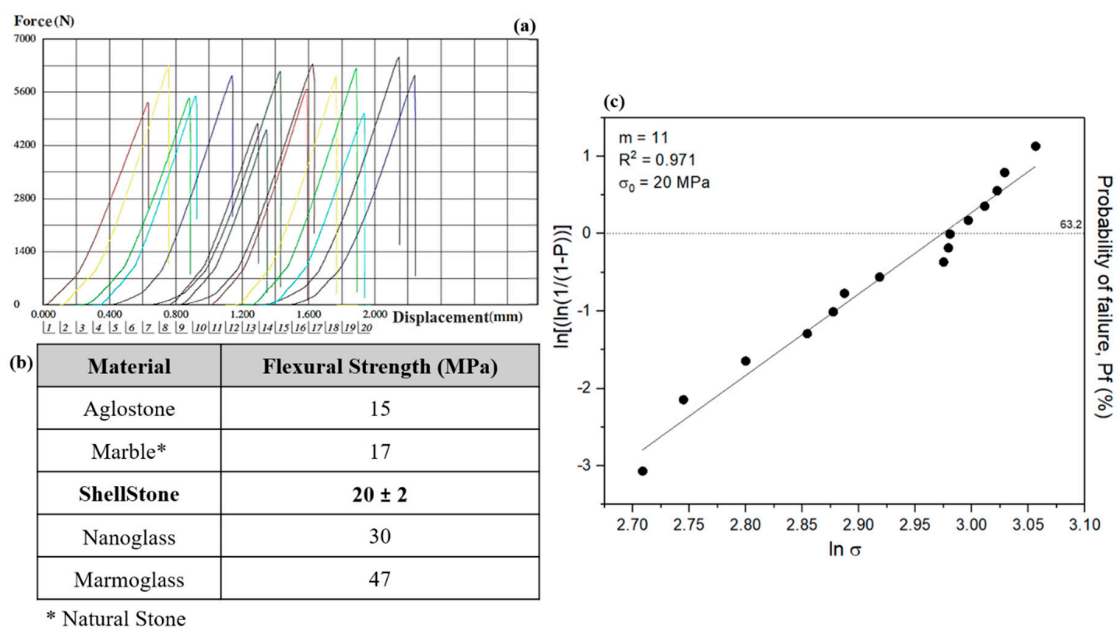 Force(N)
(a)
7000
5600
4200
2800
1400
0
0.000 0.400 0.800 1.200 1.600 2.000 Displacement(mm)
1 2 3 4 5 6 7 8 9 10 11 12 13 14 15 16 17 18 19 20
(b)
Material Flexural Strength (MPa)
Aglostone 15
Marble* 17
ShellStone 20 ± 2
Nanoglass 30
Marmoglass 47
* Natural Stone
(c)
m = 11
R² = 0.971
σ₀ = 20 MPa
63.2
1
0
-1
-2
-3
ln[(ln(1/(1-P))]
Probability of failure, Pf (%)
2.70 2.75 2.80 2.85 2.90 2.95 3.00 3.05 3.10
ln σ